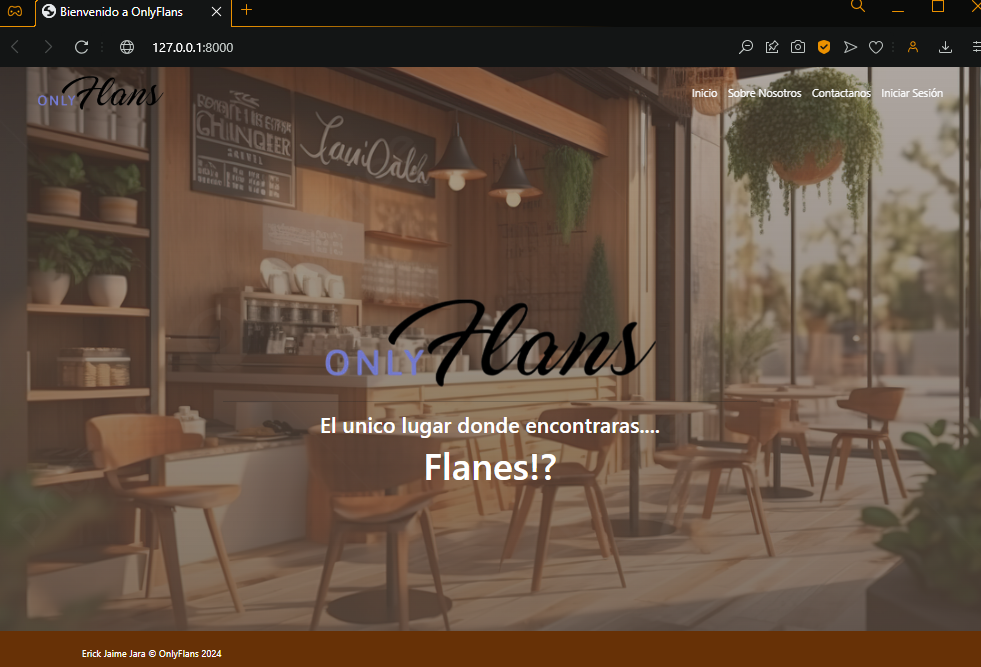 Bienvenido a OnlyFlans
127.0.0.1:8000
ONLY Flans
Inicio Sobre Nosotros Contactanos Iniciar Sesión
ONLY Flans
El unico lugar donde encontraras....
Flanes!?
Erick Jaime Jara © OnlyFlans 2024